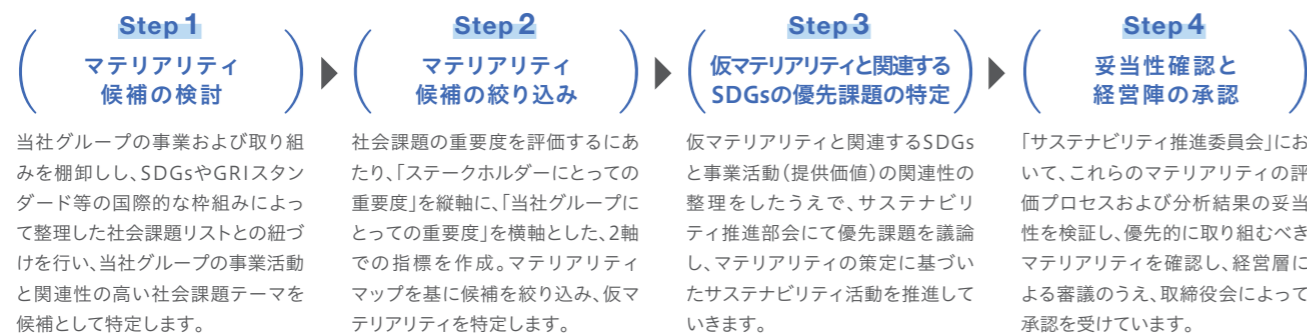 Step 1
マテリアリティ
候補の検討
当社グループの事業および取り組
みを棚卸しし、SDGsやGRIスタン
ダード等の国際的な枠組みによっ
て整理した社会課題リストとの紐づ
けを行い、当社グループの事業活動
と関連性の高い社会課題テーマを
候補として特定します。
Step 2
マテリアリティ
候補の絞り込み
社会課題の重要度を評価するにあ
たり、「ステークホルダーにとっての
重要度」を縦軸に、「当社グループに
とっての重要度」を横軸とした、2軸
での指標を作成。マテリアリティ
マップを基に候補を絞り込み、仮マ
テリアリティを特定します。
Step 3
仮マテリアリティと関連する
SDGsの優先課題の特定
仮マテリアリティと関連するSDGs
と事業活動（提供価値）の関連性の
整理をしたうえで、サステナビリ
ティ推進部会にて優先課題を議論
し、マテリアリティの策定に基づい
たサステナビリティ活動を推進して
いきます。
Step 4
妥当性確認と
経営陣の承認
「サステナビリティ推進委員会」にお
いて、これらのマテリアリティの評
価プロセスおよび分析結果の妥当
性を検証し、優先的に取り組むべき
マテリアリティを確認し、経営層に
よる審議のうえ、取締役会によって
承認を受けています。